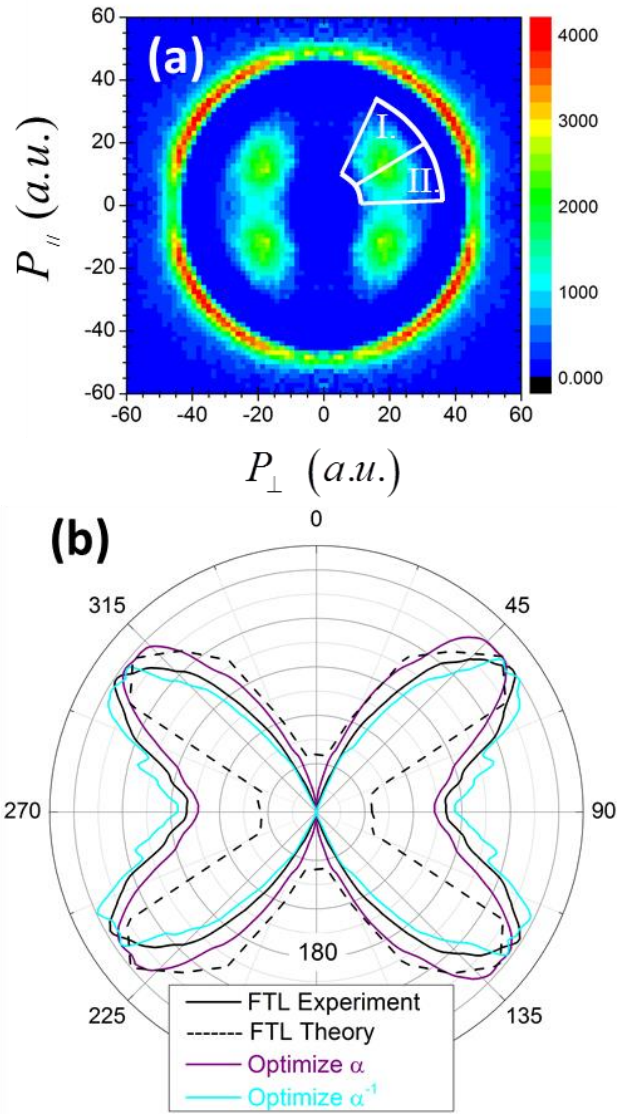 (a)
60
40
20
0
-20
-40
-60
P∥ (a.u.)
I.
II.
4000
3000
2000
1000
0.000
-60 -40 -20 0 20 40 60
P⊥ (a.u.)
(b)
0
315 45
270 90
180
225 135
FTL Experiment
FTL Theory
Optimize α
Optimize α⁻¹